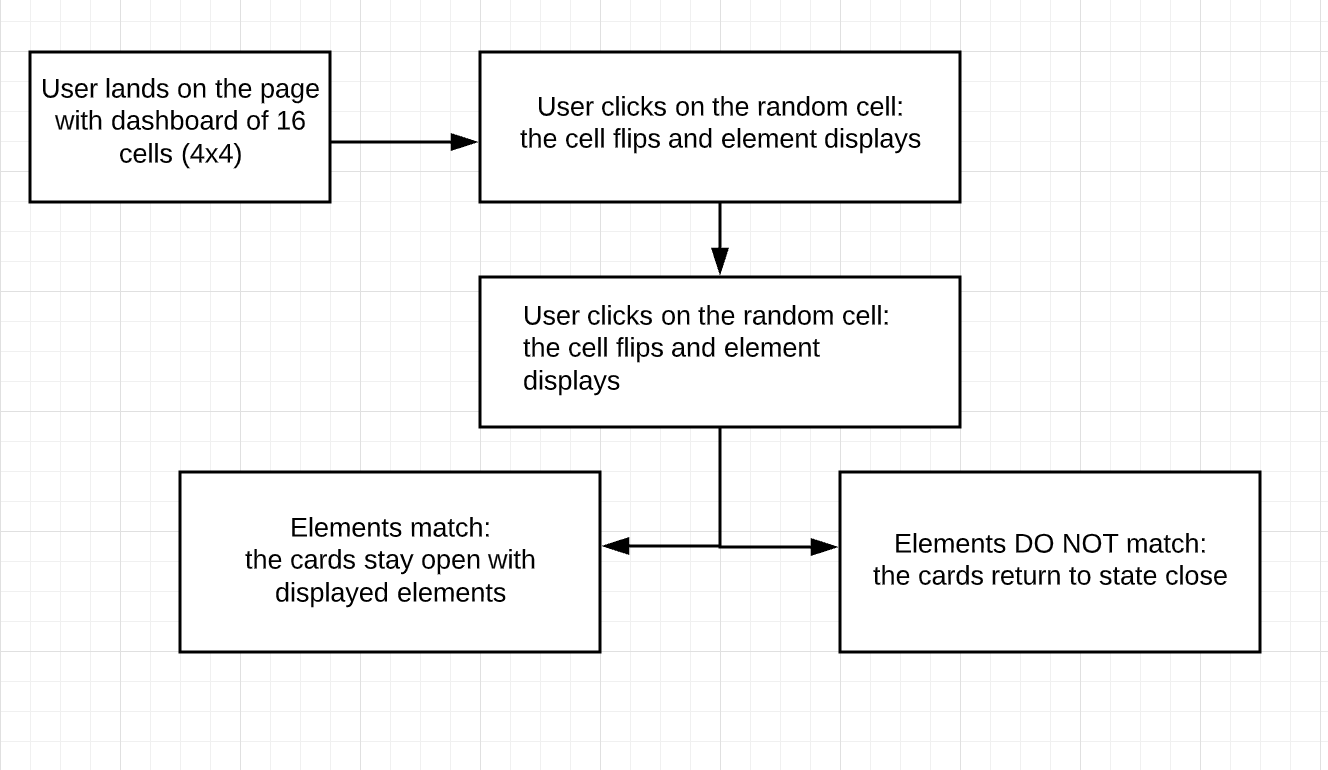 User lands on the page
with dashboard of 16
cells (4x4)
User clicks on the random cell:
the cell flips and element displays
User clicks on the random cell:
the cell flips and element
displays
Elements match:
the cards stay open with
displayed elements
Elements DO NOT match:
the cards return to state close